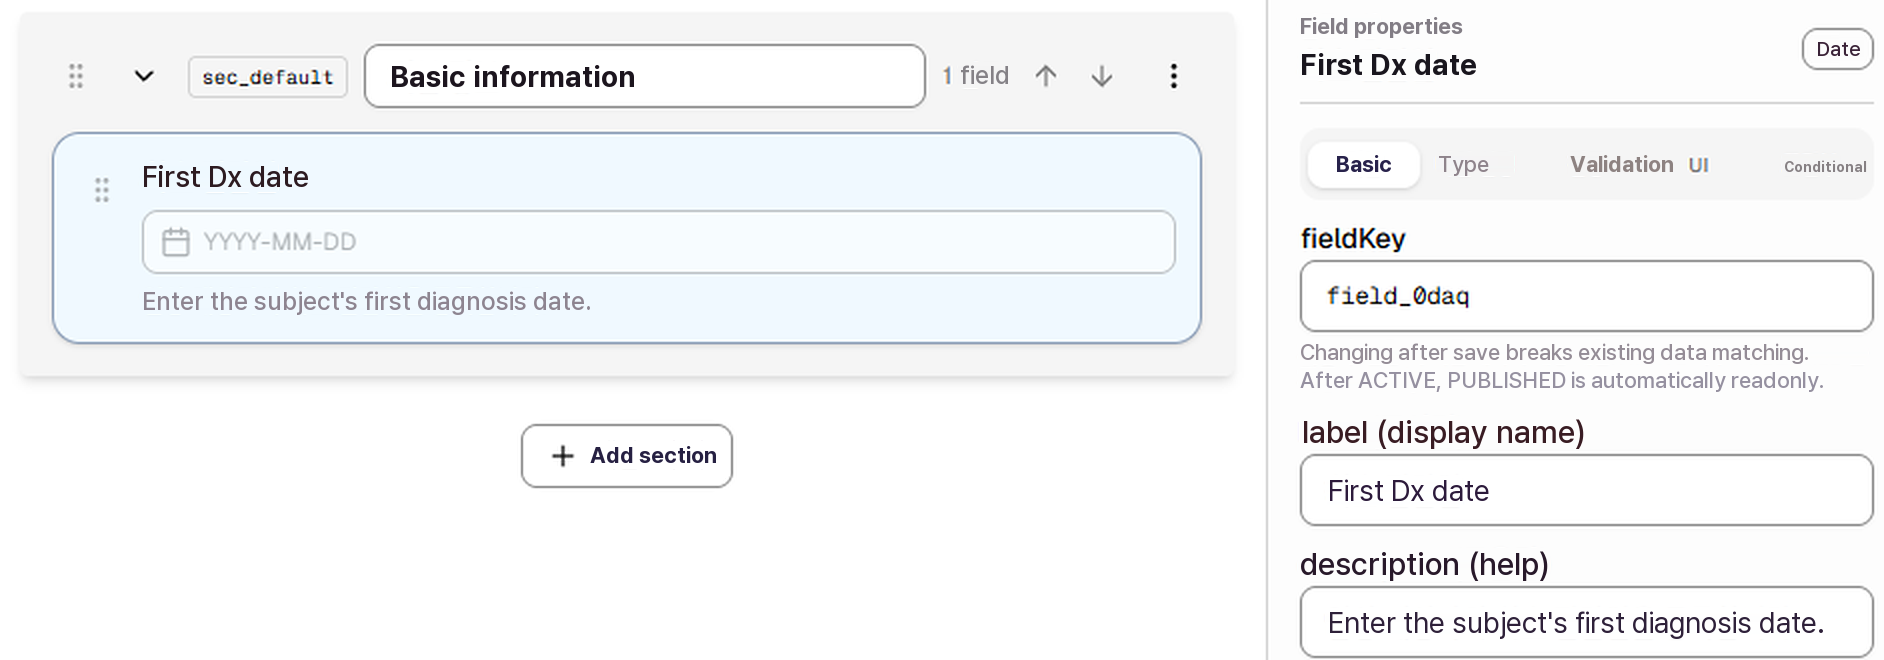 sec_default
Basic information
1 field
First Dx date
YYYY-MM-DD
Enter the subject's first diagnosis date.
Add section
Field properties
First Dx date
Date
Basic Type Validation UI Conditional
fieldKey
field_0daq
Changing after save breaks existing data matching.
After ACTIVE, PUBLISHED is automatically readonly.
label (display name)
First Dx date
description (help)
Enter the subject's first diagnosis date.